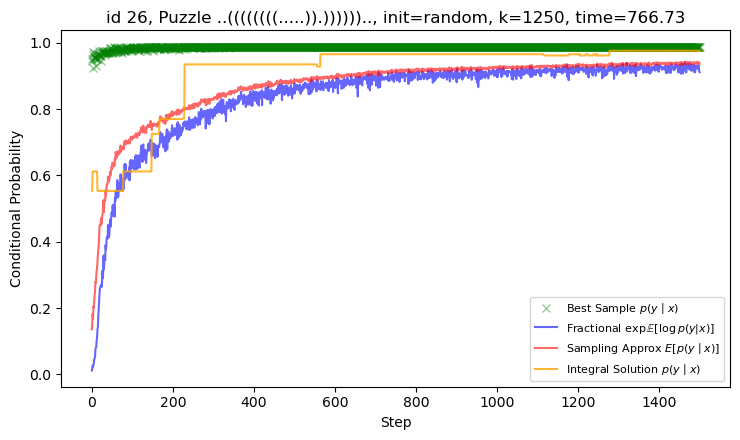 id 26, Puzzle ..((((((((.....)).)))))).., init=random, k=1250, time=766.73
Conditional Probability
1.0
0.8
0.6
0.4
0.2
0.0
0
200
400
600
800
1000
1200
1400
Step
Best Sample p(y | x)
Fractional exp𝔼[log p(y|x)]
Sampling Approx E[p(y | x)]
Integral Solution p(y | x)